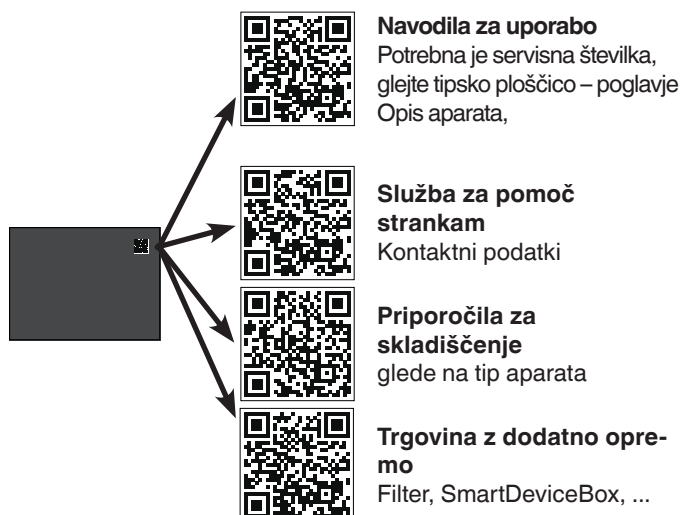 Navodila za uporabo
Potrebna je servisna številka,
glejte tipsko ploščico – poglavje
Opis aparata,
Služba za pomoč
strankam
Kontaktni podatki
Priporočila za
skladiščenje
glede na tip aparata
Trgovina z dodatno opre-
mo
Filter, SmartDeviceBox, ...